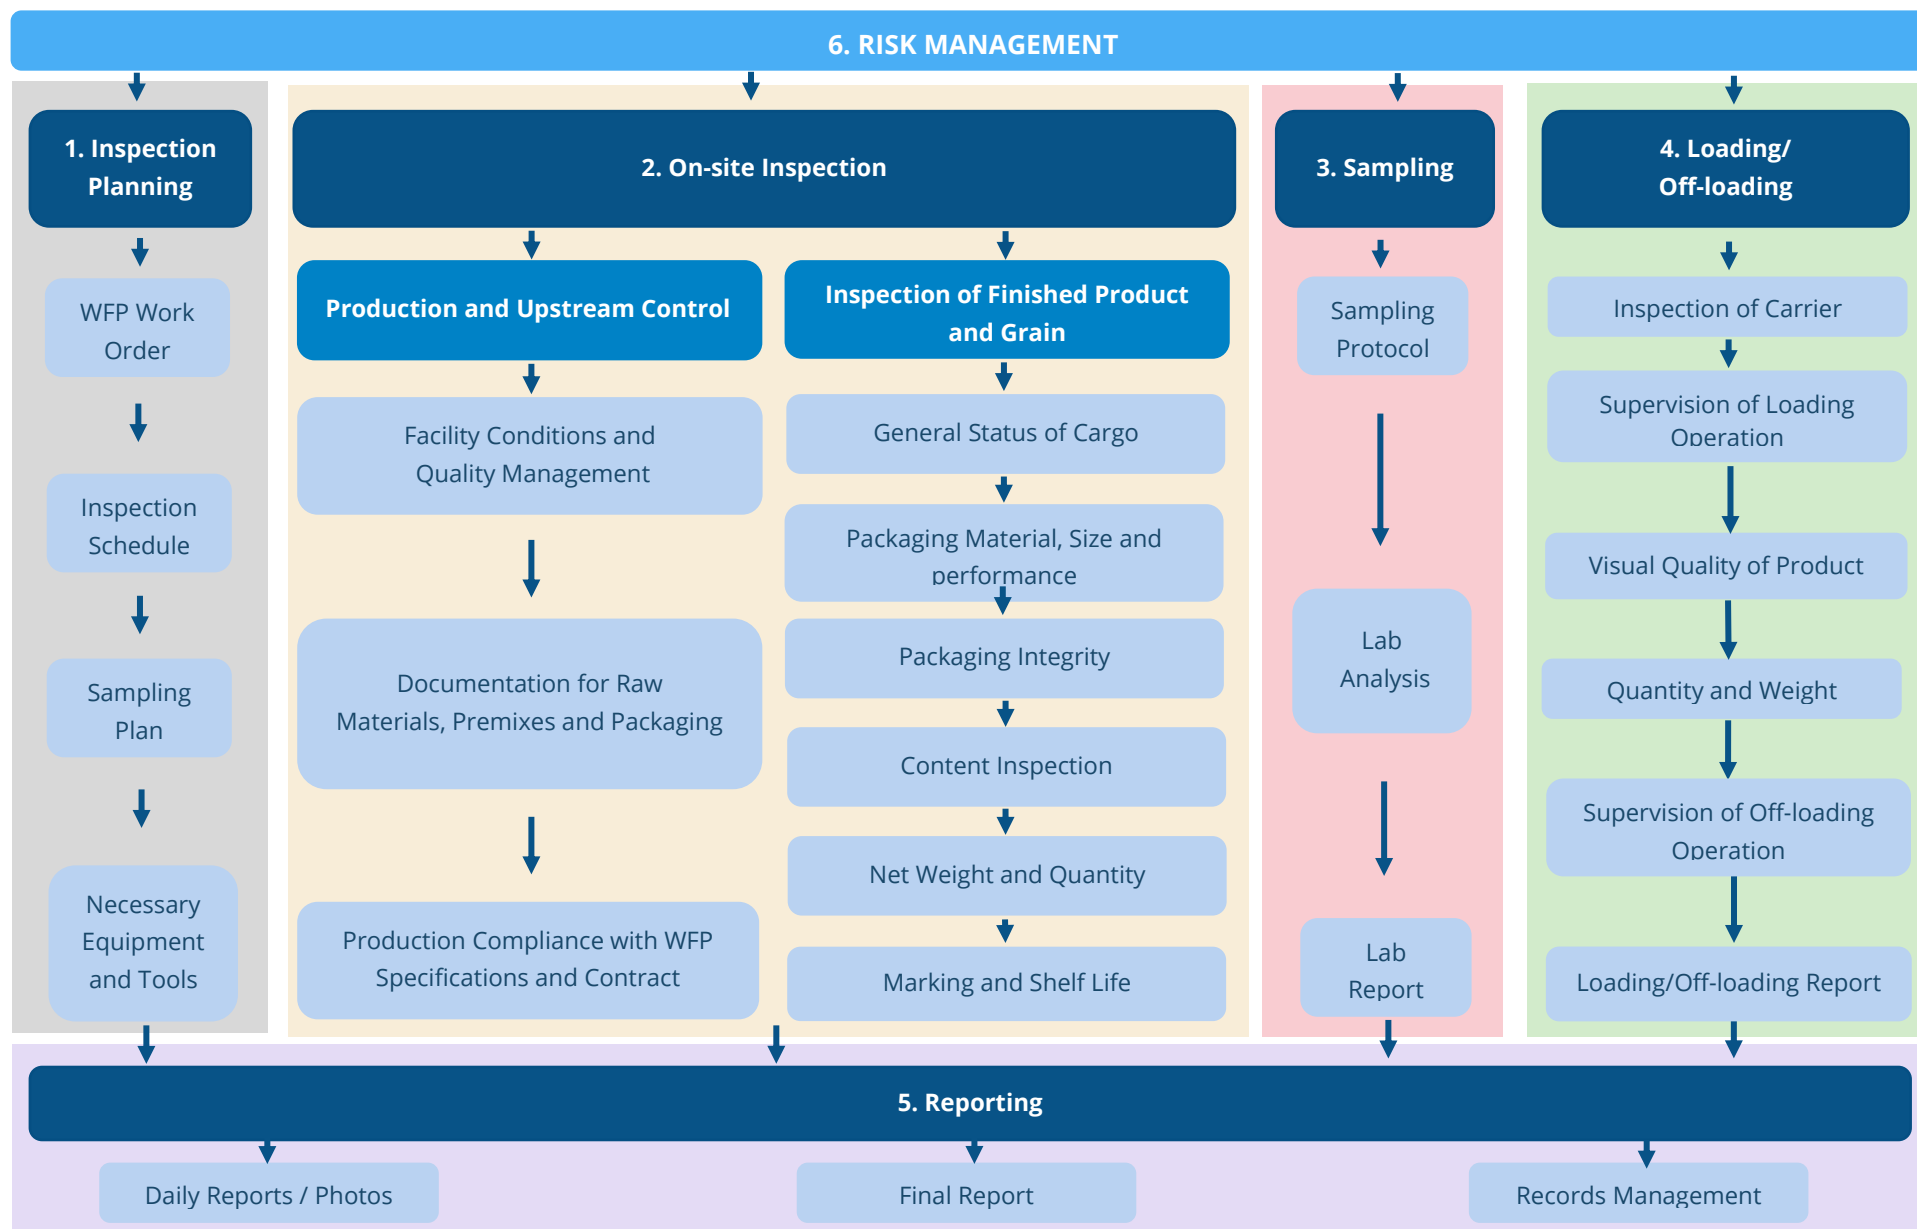 6. RISK MANAGEMENT
1. Inspection
Planning
WFP Work
Order
Inspection
Schedule
Sampling
Plan
Necessary
Equipment
and Tools
2. On-site Inspection
Production and Upstream Control
Facility Conditions and
Quality Management
Documentation for Raw
Materials, Premixes and Packaging
Production Compliance with WFP
Specifications and Contract
Inspection of Finished Product
and Grain
General Status of Cargo
Packaging Material, Size and
performance
Packaging Integrity
Content Inspection
Net Weight and Quantity
Marking and Shelf Life
3. Sampling
Sampling
Protocol
Lab
Analysis
Lab
Report
4. Loading/
Off-loading
Inspection of Carrier
Supervision of Loading
Operation
Visual Quality of Product
Quantity and Weight
Supervision of Off-loading
Operation
Loading/Off-loading Report
5. Reporting
Daily Reports / Photos
Final Report
Records Management